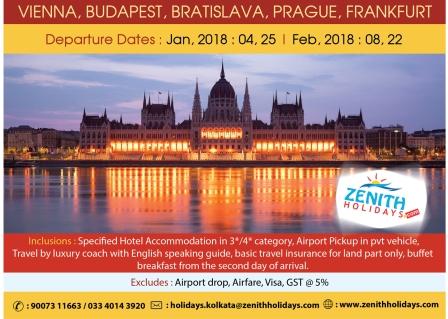 VIENNA, BUDAPEST, BRATISLAVA, PRAGUE, FRANKFURT
Departure Dates : Jan, 2018 : 04, 25 | Feb, 2018 : 08, 22
ZENITH
HOLIDAYS.com
Inclusions : Specified Hotel Accommodation in 3*/4* category, Airport Pickup in pvt vehicle,
Travel by luxury coach with English speaking guide, basic travel insurance for land part only, buffet
breakfast from the second day of arrival.
Excludes : Airport drop, Airfare, Visa, GST @ 5%
: 90073 11663 / 033 4014 3920 : holidays.kolkata@zenithholidays.com : www.zenithholidays.com